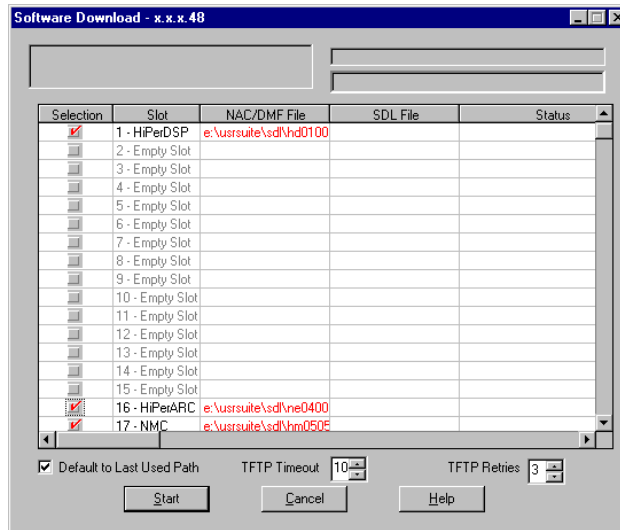 Software Download - x.x.x.48
Selection Slot NAC/DMF File SDL File Status
1 - HiPerDSP e:\usrsuite\sdl\hd0100
2 - Empty Slot
3 - Empty Slot
4 - Empty Slot
5 - Empty Slot
6 - Empty Slot
7 - Empty Slot
8 - Empty Slot
9 - Empty Slot
10 - Empty Slot
11 - Empty Slot
12 - Empty Slot
13 - Empty Slot
14 - Empty Slot
15 - Empty Slot
16 - HiPerARC e:\usrsuite\sdl\ne0400
17 - NMC e:\usrsuite\sdl\hm0505
Default to Last Used Path TFTP Timeout 10 TFTP Retries 3
Start Cancel Help